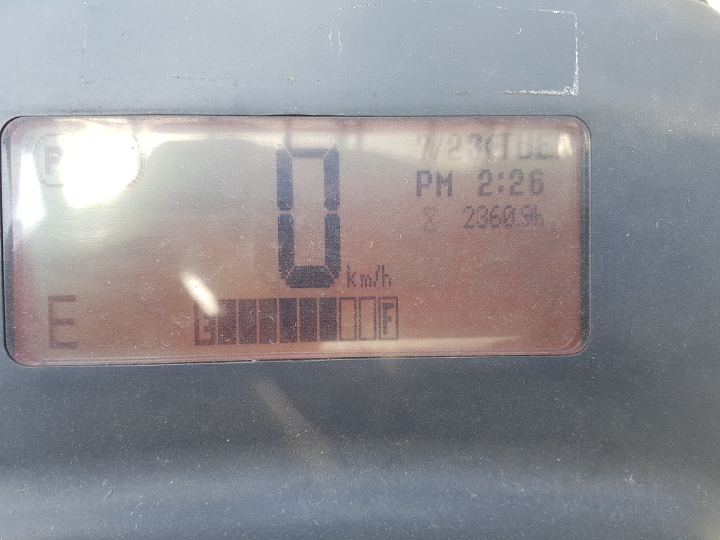 P
0
km/h
7/23(TUE)
PM 2:26
Σ 2360.9h
E
E F